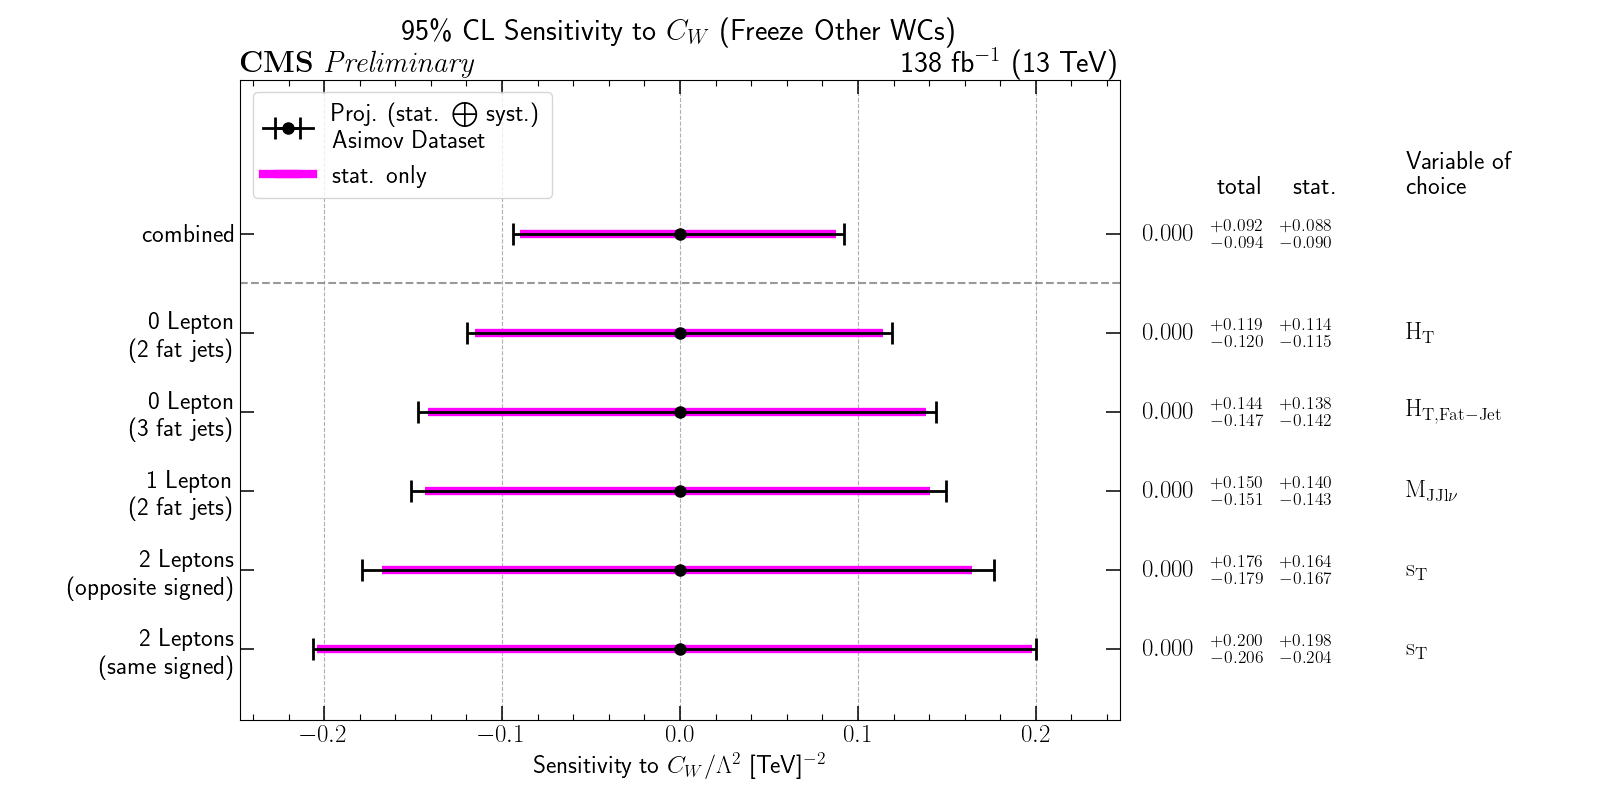 95% CL Sensitivity to C_W (Freeze Other WCs)
CMS Preliminary 138 fb⁻¹ (13 TeV)
Proj. (stat. ⨁ syst.)
Asimov Dataset
stat. only
total stat. Variable of
choice
combined 0.000 +0.092 −0.094 +0.088 −0.090
0 Lepton
(2 fat jets) 0.000 +0.119 −0.120 +0.114 −0.115 H_T
0 Lepton
(3 fat jets) 0.000 +0.144 −0.147 +0.138 −0.142 H_T,Fat−Jet
1 Lepton
(2 fat jets) 0.000 +0.150 −0.151 +0.140 −0.143 M_JJlν
2 Leptons
(opposite signed) 0.000 +0.176 −0.179 +0.164 −0.167 s_T
2 Leptons
(same signed) 0.000 +0.200 −0.206 +0.198 −0.204 s_T
−0.2 −0.1 0.0 0.1 0.2
Sensitivity to C_W/Λ² [TeV]⁻²